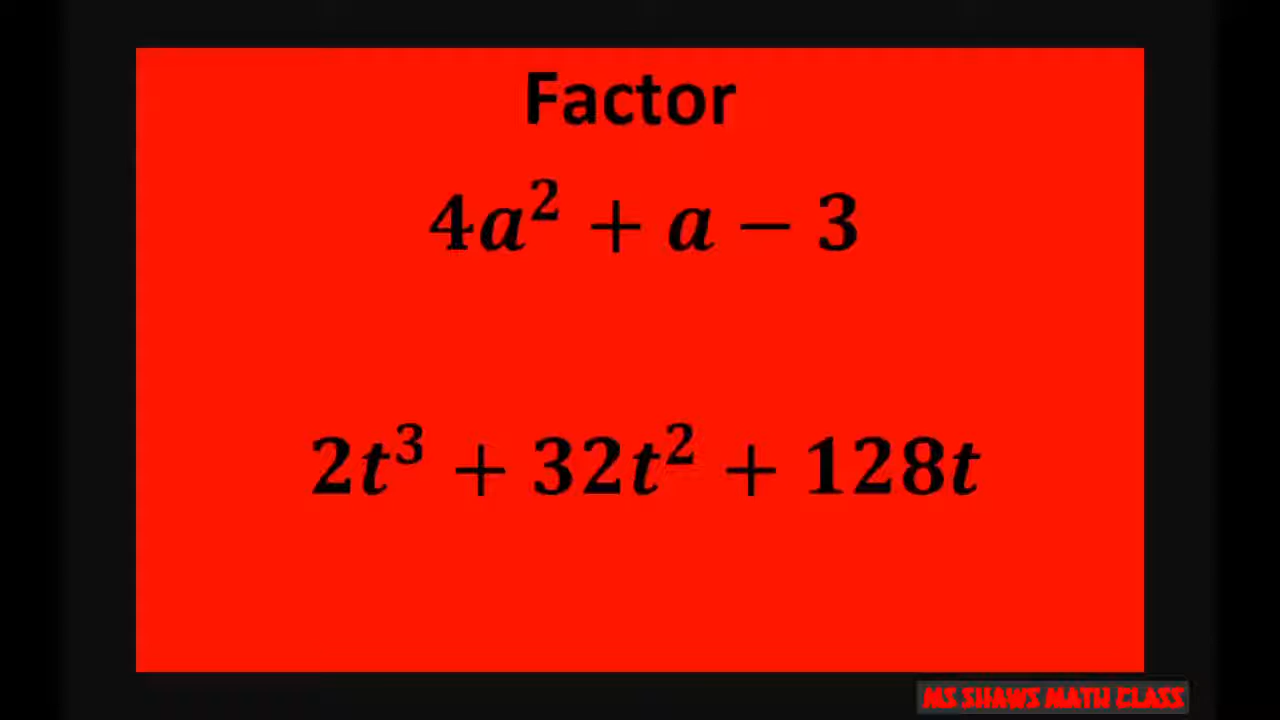 Factor
4a² + a − 3
2t³ + 32t² + 128t
MS SHAWS MATH CLASS